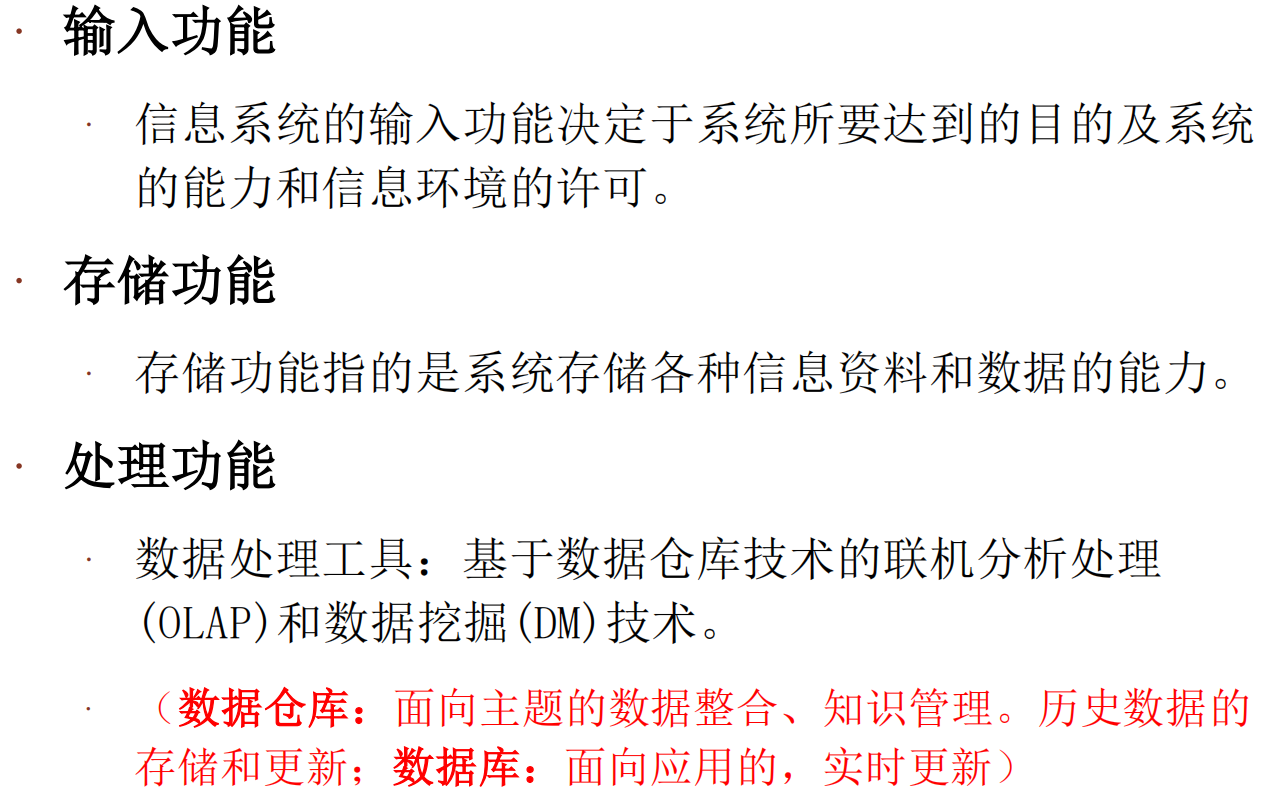 · 输入功能
· 信息系统的输入功能决定于系统所要达到的目的及系统
的能力和信息环境的许可。
· 存储功能
· 存储功能指的是系统存储各种信息资料和数据的能力。
· 处理功能
· 数据处理工具：基于数据仓库技术的联机分析处理
(OLAP)和数据挖掘(DM)技术。
· （数据仓库：面向主题的数据整合、知识管理。历史数据的
存储和更新；数据库：面向应用的，实时更新）